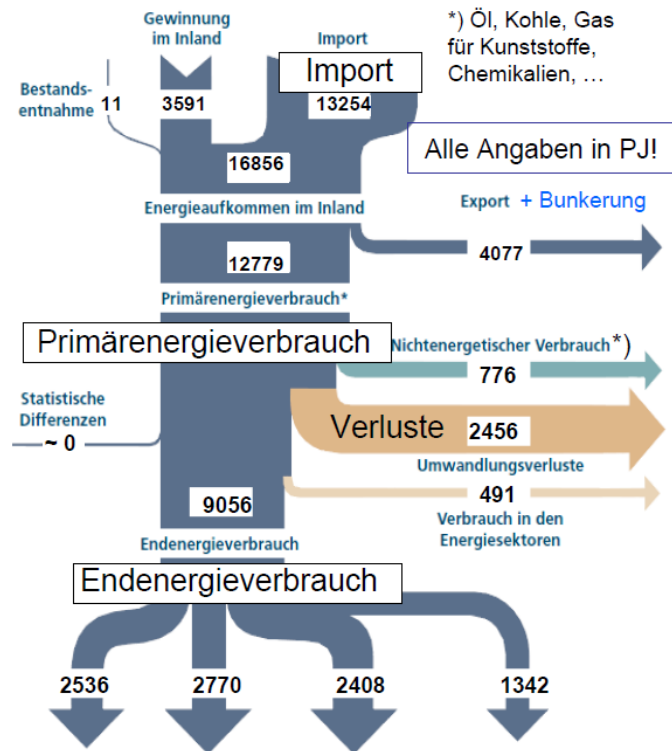 Gewinnung
im Inland
Import
Import
*) Öl, Kohle, Gas
für Kunststoffe,
Chemikalien, …
Bestands-
entnahme
11
3591
13254
Alle Angaben in PJ!
16856
Energieaufkommen im Inland
Export + Bunkerung
4077
12779
Primärenergieverbrauch*
Primärenergieverbrauch
Nichtenergetischer Verbrauch*)
776
Statistische
Differenzen
~ 0
Verluste 2456
Umwandlungsverluste
491
Verbrauch in den
Energiesektoren
9056
Endenergieverbrauch
Endenergieverbrauch
2536
2770
2408
1342